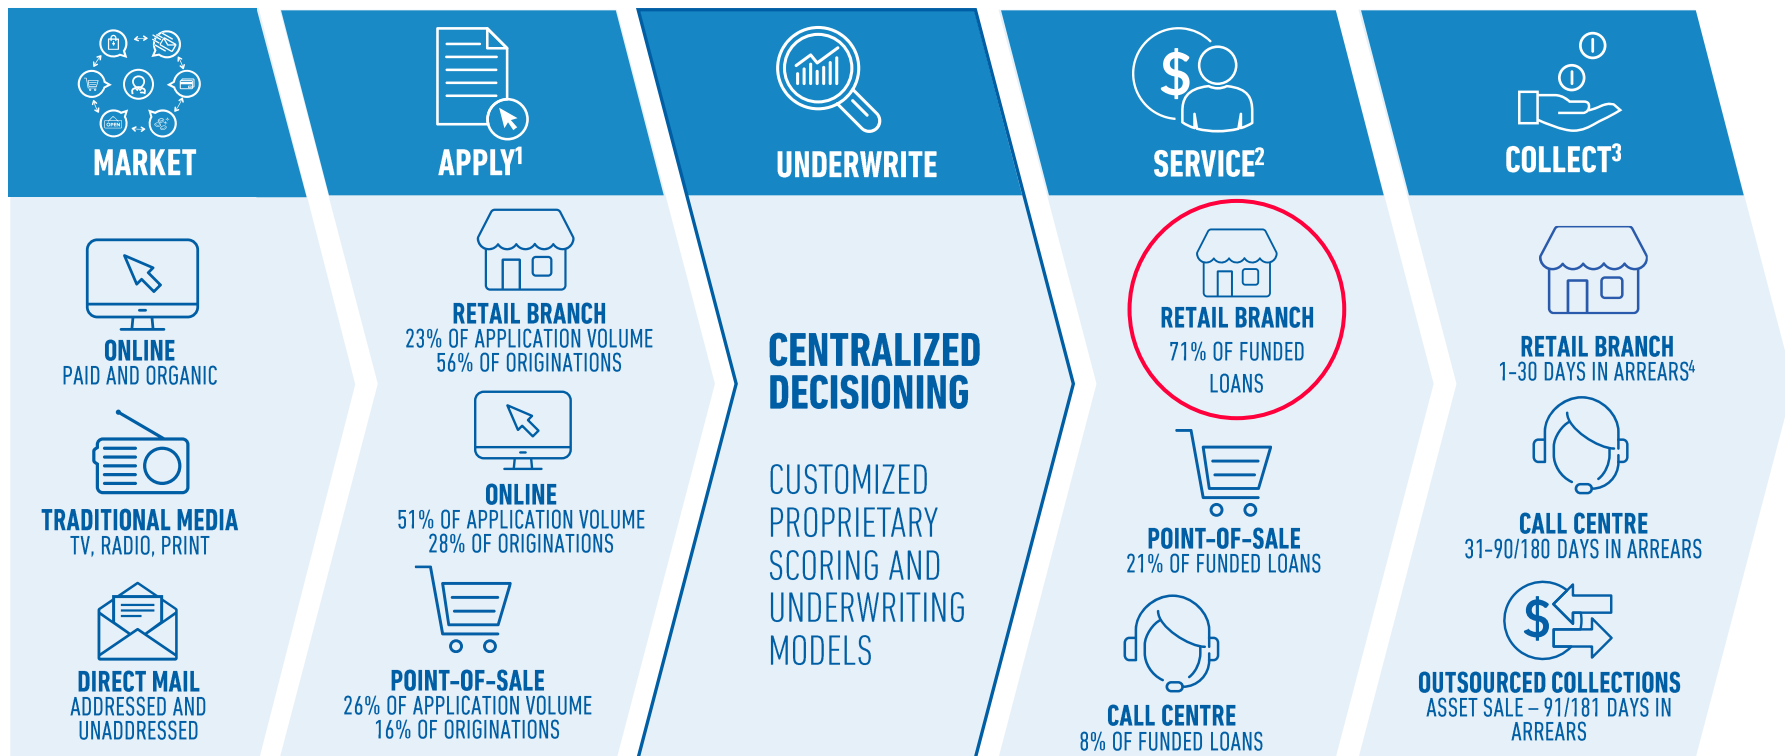 MARKET
ONLINE
PAID AND ORGANIC
TRADITIONAL MEDIA
TV, RADIO, PRINT
DIRECT MAIL
ADDRESSED AND
UNADDRESSED
APPLY¹
RETAIL BRANCH
23% OF APPLICATION VOLUME
56% OF ORIGINATIONS
ONLINE
51% OF APPLICATION VOLUME
28% OF ORIGINATIONS
POINT-OF-SALE
26% OF APPLICATION VOLUME
16% OF ORIGINATIONS
UNDERWRITE
CENTRALIZED
DECISIONING
CUSTOMIZED
PROPRIETARY
SCORING AND
UNDERWRITING
MODELS
$
SERVICE²
RETAIL BRANCH
71% OF FUNDED
LOANS
POINT-OF-SALE
21% OF FUNDED LOANS
CALL CENTRE
8% OF FUNDED LOANS
COLLECT³
RETAIL BRANCH
1-30 DAYS IN ARREARS⁴
CALL CENTRE
31-90/180 DAYS IN ARREARS
$
OUTSOURCED COLLECTIONS
ASSET SALE – 91/181 DAYS IN
ARREARS
OPEN